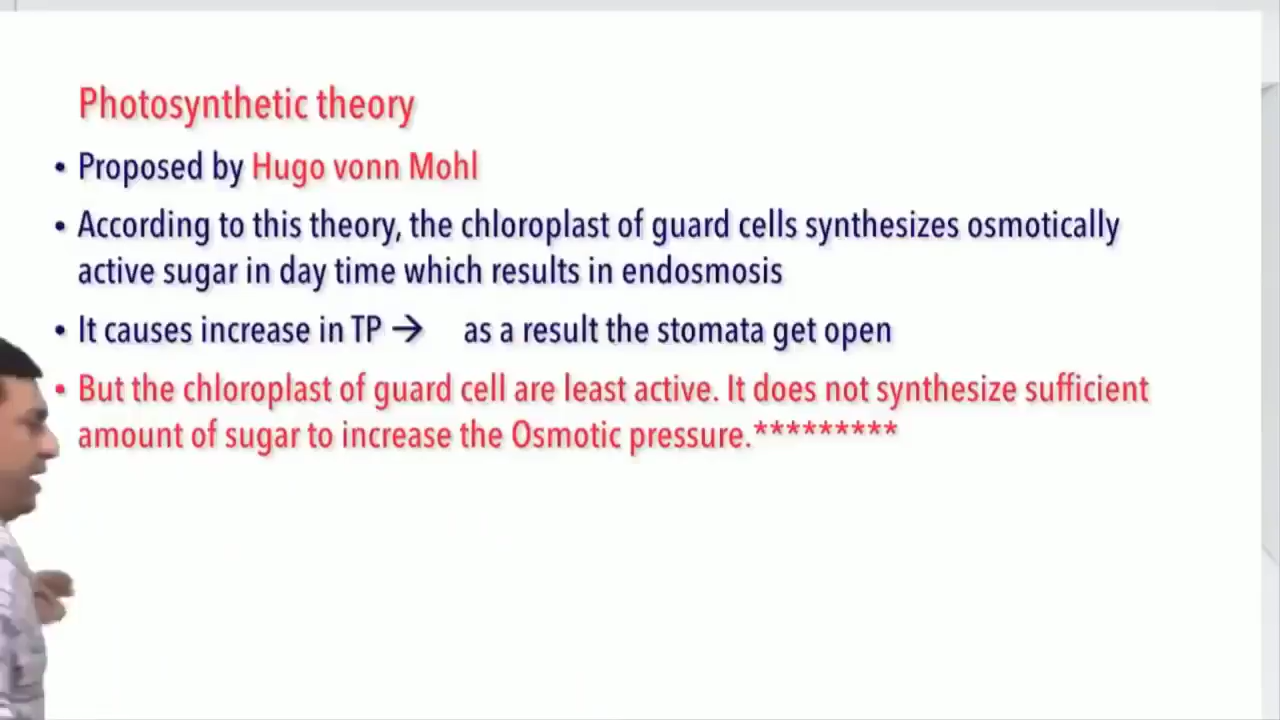 Photosynthetic theory
• Proposed by Hugo vonn Mohl
• According to this theory, the chloroplast of guard cells synthesizes osmotically
active sugar in day time which results in endosmosis
• It causes increase in TP → as a result the stomata get open
• But the chloroplast of guard cell are least active. It does not synthesize sufficient
amount of sugar to increase the Osmotic pressure.*********